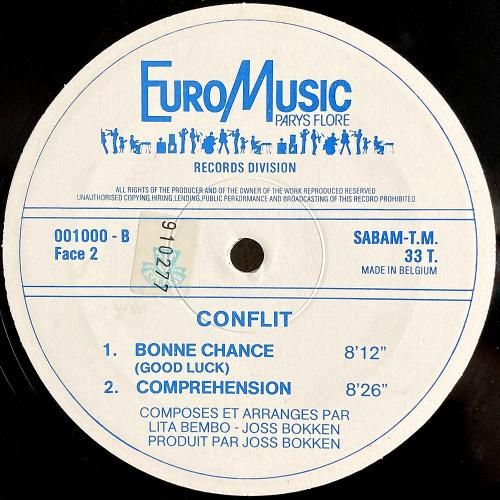 EUROMUSIC
PARYS FLORE
RECORDS DIVISION
ALL RIGHTS OF THE PRODUCER AND OF THE OWNER OF THE WORK REPRODUCED RESERVED
UNAUTHORISED COPYING, HIRING, LENDING, PUBLIC PERFORMANCE AND BROADCASTING OF THIS RECORD PROHIBITED
001000 - B
Face 2
910277
SABAM-T.M.
33 T.
MADE IN BELGIUM
CONFLIT
1. BONNE CHANCE 8'12"
(GOOD LUCK)
2. COMPREHENSION 8'26"
COMPOSES ET ARRANGES PAR
LITA BEMBO - JOSS BOKKEN
PRODUIT PAR JOSS BOKKEN